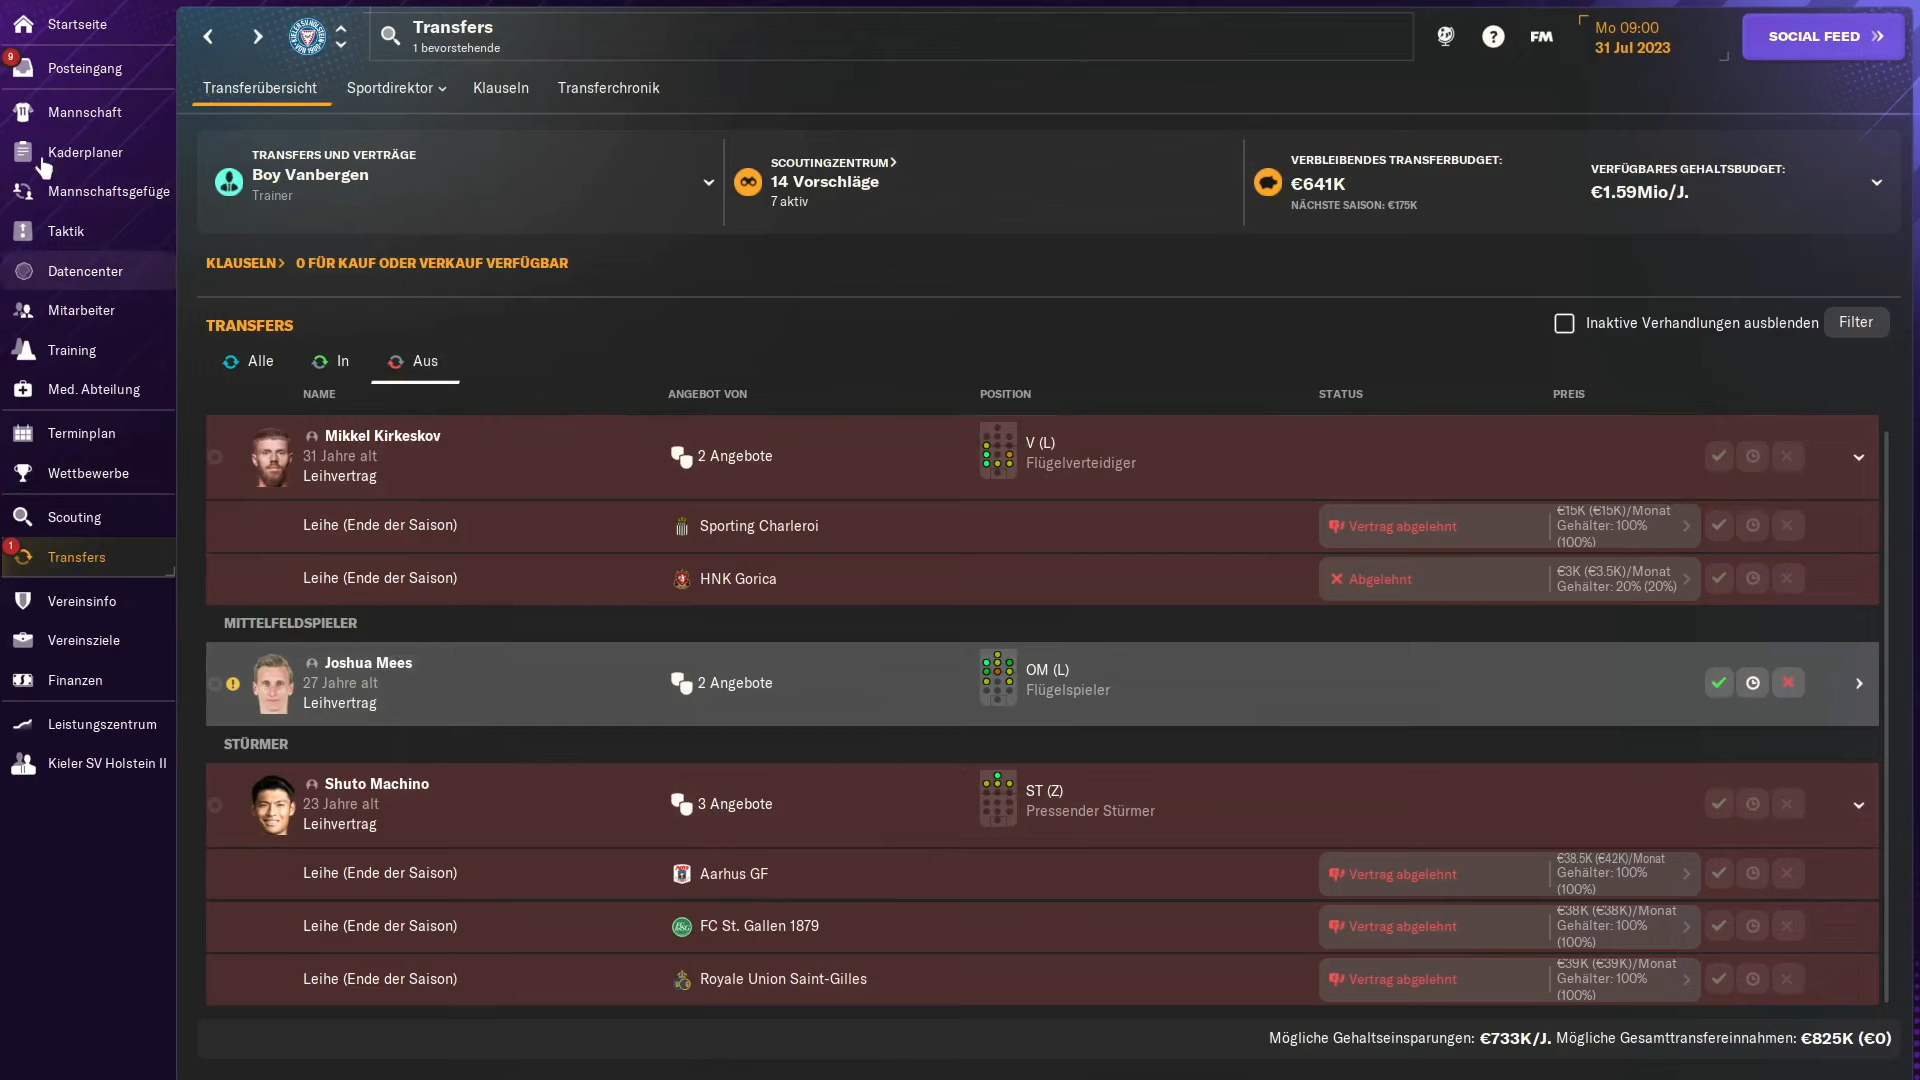 Startseite
9
Posteingang
Mannschaft
Kaderplaner
Mannschaftsgefüge
Taktik
Datencenter
Mitarbeiter
Training
Med. Abteilung
Terminplan
Wettbewerbe
Scouting
1
Transfers
Vereinsinfo
Vereinsziele
Finanzen
Leistungszentrum
Kieler SV Holstein II
Transfers
1 bevorstehende
?
FM
Mo 09:00
31 Jul 2023
SOCIAL FEED
Transferübersicht
Sportdirektor
Klauseln
Transferchronik
TRANSFERS UND VERTRÄGE
Boy Vanbergen
Trainer
SCOUTINGZENTRUM>
14 Vorschläge
7 aktiv
VERBLEIBENDES TRANSFERBUDGET:
€641K
NÄCHSTE SAISON: €175K
VERFÜGBARES GEHALTSBUDGET:
€1.59Mio/J.
KLAUSELN> 0 FÜR KAUF ODER VERKAUF VERFÜGBAR
TRANSFERS
Inaktive Verhandlungen ausblenden
Filter
Alle
In
Aus
NAME ANGEBOT VON POSITION STATUS PREIS
Mikkel Kirkeskov
31 Jahre alt
Leihvertrag
2 Angebote
V (L)
Flügelverteidiger
Leihe (Ende der Saison)
Sporting Charleroi
Vertrag abgelehnt
€15K (€15K)/Monat
Gehälter: 100%
(100%)
Leihe (Ende der Saison)
HNK Gorica
Abgelehnt
€3K (€3.5K)/Monat
Gehälter: 20% (20%)
MITTELFELDSPIELER
Joshua Mees
27 Jahre alt
Leihvertrag
2 Angebote
OM (L)
Flügelspieler
STÜRMER
Shuto Machino
23 Jahre alt
Leihvertrag
3 Angebote
ST (Z)
Pressender Stürmer
Leihe (Ende der Saison)
Aarhus GF
Vertrag abgelehnt
€38.5K (€42K)/Monat
Gehälter: 100%
(100%)
Leihe (Ende der Saison)
FC St. Gallen 1879
Vertrag abgelehnt
€38K (€38K)/Monat
Gehälter: 100%
(100%)
Leihe (Ende der Saison)
Royale Union Saint-Gilles
Vertrag abgelehnt
€39K (€39K)/Monat
Gehälter: 100%
(100%)
Mögliche Gehaltseinsparungen: €733K/J. Mögliche Gesamttransfereinnahmen: €825K (€0)